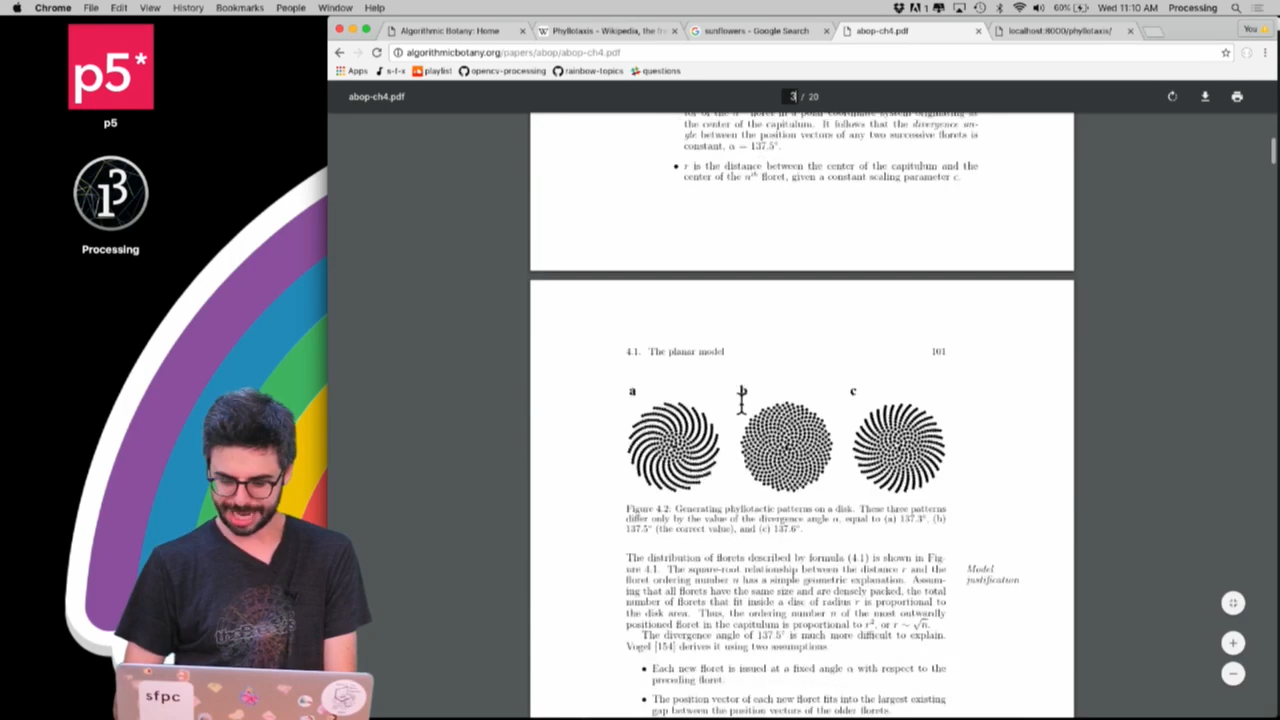 Chrome File Edit View History Bookmarks People Window Help
1 60% Wed 11:10 AM Processing
p5*
p5
Processing
Algorithmic Botany: Home
Phyllotaxis - Wikipedia, the fr
sunflowers - Google Search
abop-ch4.pdf
localhost:8000/phyllotaxis/
You
algorithmicbotany.org/papers/abop/abop-ch4.pdf
Apps s-f-x playlist opencv-processing rainbow-topics questions
abop-ch4.pdf
3 / 20
the center of the capitulum. It follows that the divergence an-
gle between the position vectors of any two successive florets is
constant, α = 137.5°.
• r is the distance between the center of the capitulum and the
center of the nth floret, given a constant scaling parameter c.
4.1. The planar model 101
a b c
Figure 4.2: Generating phyllotactic patterns on a disk. These three patterns
differ only by the value of the divergence angle α, equal to (a) 137.3°, (b)
137.5° (the correct value), and (c) 137.6°.
The distribution of florets described by formula (4.1) is shown in Fig-
ure 4.1. The square-root relationship between the distance r and the
floret ordering number n has a simple geometric explanation. Assum-
ing that all florets have the same size and are densely packed, the total
number of florets that fit inside a disc of radius r is proportional to
the disk area. Thus, the ordering number n of the most outwardly
positioned floret in the capitulum is proportional to r², or r ~ √n.
Model
justification
The divergence angle of 137.5° is much more difficult to explain.
Vogel [154] derives it using two assumptions:
• Each new floret is issued at a fixed angle α with respect to the
preceding floret.
• The position vector of each new floret fits into the largest existing
gap between the position vectors of the older florets.
sfpc